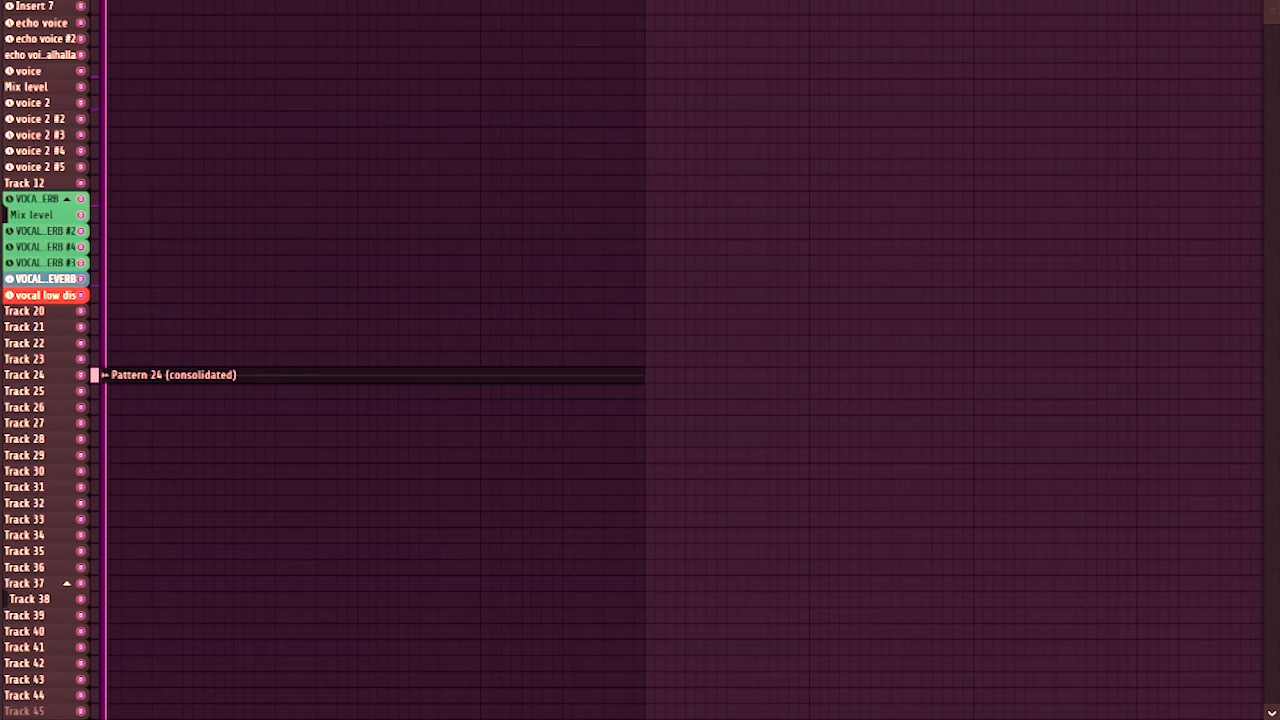 Insert 7
echo voice
echo voice #2
echo voi..alhalla
voice
Mix level
voice 2
voice 2 #2
voice 2 #3
voice 2 #4
voice 2 #5
Track 12
VOCA..ERB
Mix level
VOCAL..ERB #2
VOCAL..ERB #4
VOCAL..ERB #3
VOCAL..EVERB
vocal low dis
Track 20
Track 21
Track 22
Track 23
Track 24 Pattern 24 (consolidated)
Track 25
Track 26
Track 27
Track 28
Track 29
Track 30
Track 31
Track 32
Track 33
Track 34
Track 35
Track 36
Track 37
Track 38
Track 39
Track 40
Track 41
Track 42
Track 43
Track 44
Track 45